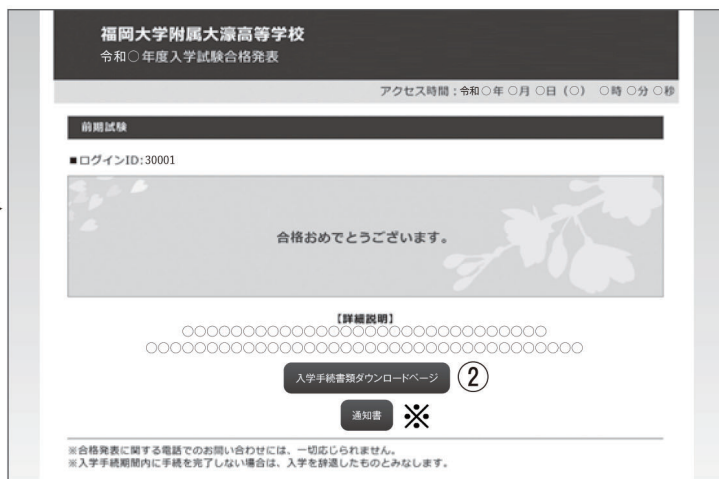 福岡大学附属大濠高等学校
令和○年度入学試験合格発表
アクセス時間：令和○年○月○日（○） ○時○分○秒
前期試験
■ログインID:30001
合格おめでとうございます。
【詳細説明】
○○○○○○○○○○○○○○○○○○○○○○○○○○○○○○
○○○○○○○○○○○○○○○○○○○○○○○○○○○○○○○○○○○○
入学手続書類ダウンロードページ ②
通知書 ※
※合格発表に関する電話でのお問い合わせには、一切応じられません。
※入学手続期間内に手続を完了しない場合は、入学を辞退したものとみなします。